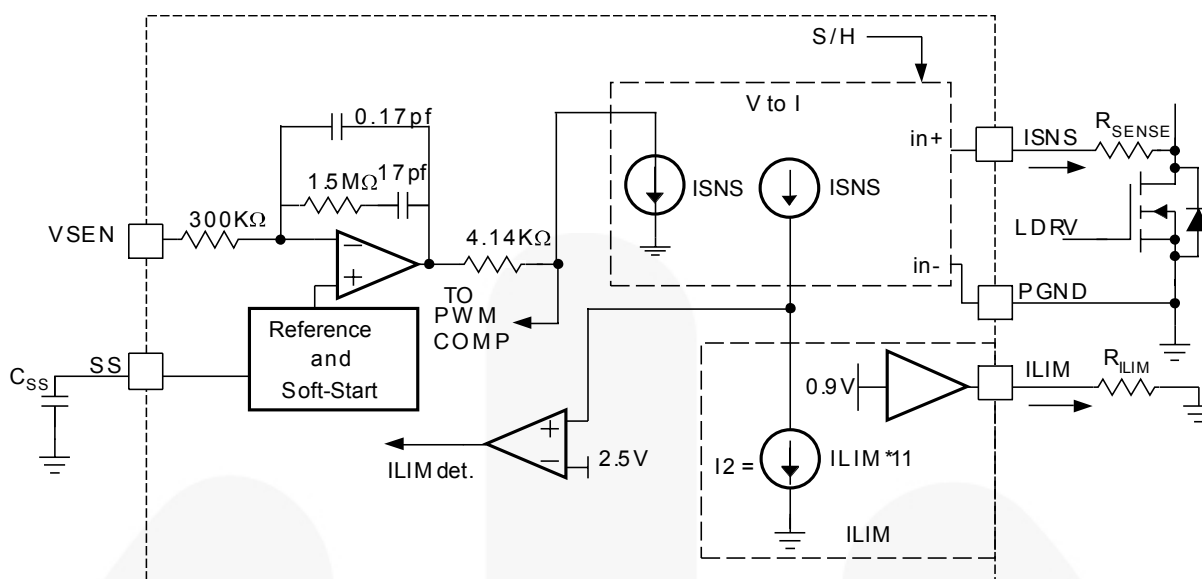 S/H
V to I
0.17pf
17pf
1.5MΩ
300KΩ
VSEN
4.14KΩ
TO
PWM
COMP
ISNS
ISNS
in+
in-
ISNS
RSENSE
LDRV
PGND
Reference
and
Soft-Start
SS
CSS
ILIM det.
2.5V
0.9V
ILIM
RILIM
I2 =
ILIM*11
ILIM